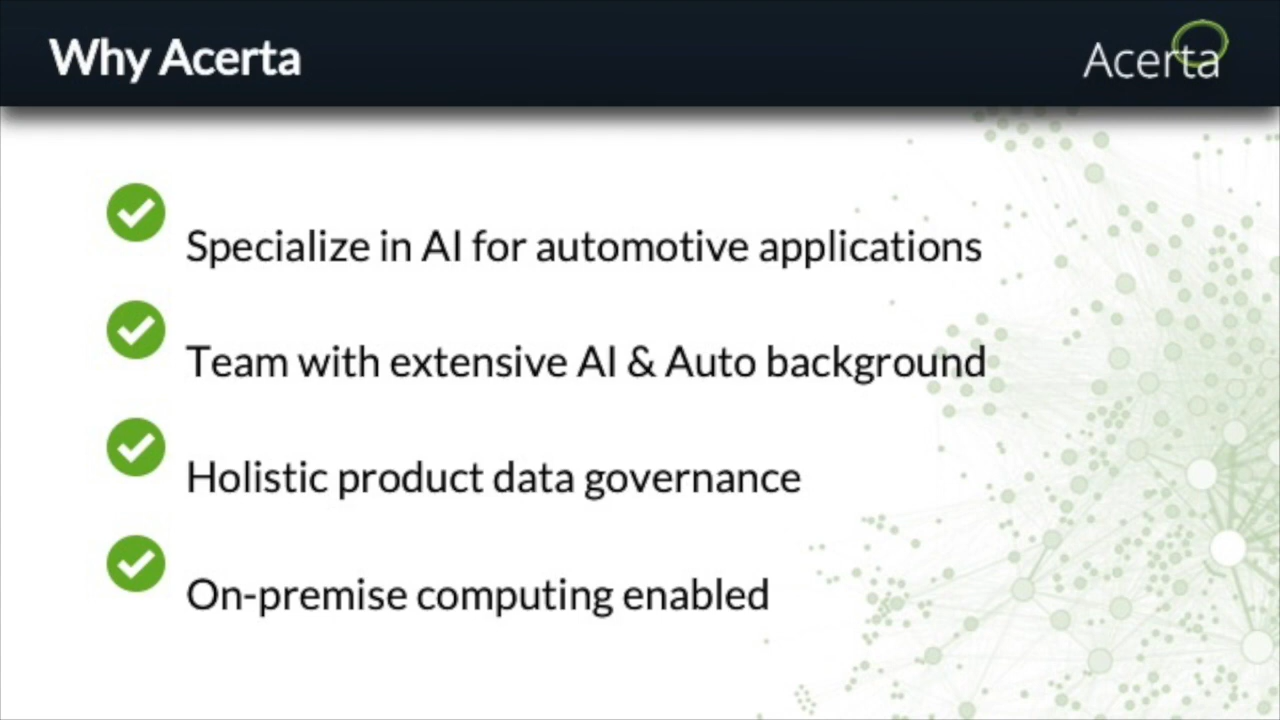 Why Acerta
Acerta
Specialize in AI for automotive applications
Team with extensive AI & Auto background
Holistic product data governance
On-premise computing enabled